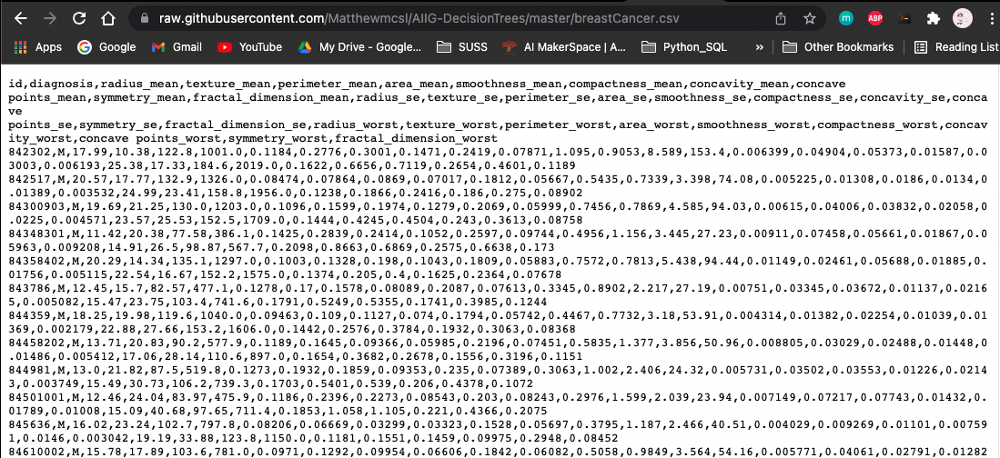 raw.githubusercontent.com/Matthewmcsl/AIIG-DecisionTrees/master/breastCancer.csv
m ABP
Apps Google Gmail YouTube My Drive - Google... SUSS AI MakerSpace | A... Python_SQL » Other Bookmarks Reading List
id,diagnosis,radius_mean,texture_mean,perimeter_mean,area_mean,smoothness_mean,compactness_mean,concavity_mean,concave
points_mean,symmetry_mean,fractal_dimension_mean,radius_se,texture_se,perimeter_se,area_se,smoothness_se,compactness_se,concavity_se,conca
ve
points_se,symmetry_se,fractal_dimension_se,radius_worst,texture_worst,perimeter_worst,area_worst,smoothness_worst,compactness_worst,concav
ity_worst,concave points_worst,symmetry_worst,fractal_dimension_worst
842302,M,17.99,10.38,122.8,1001.0,0.1184,0.2776,0.3001,0.1471,0.2419,0.07871,1.095,0.9053,8.589,153.4,0.006399,0.04904,0.05373,0.01587,0.0
3003,0.006193,25.38,17.33,184.6,2019.0,0.1622,0.6656,0.7119,0.2654,0.4601,0.1189
842517,M,20.57,17.77,132.9,1326.0,0.08474,0.07864,0.0869,0.07017,0.1812,0.05667,0.5435,0.7339,3.398,74.08,0.005225,0.01308,0.0186,0.0134,0
.01389,0.003532,24.99,23.41,158.8,1956.0,0.1238,0.1866,0.2416,0.186,0.275,0.08902
84300903,M,19.69,21.25,130.0,1203.0,0.1096,0.1599,0.1974,0.1279,0.2069,0.05999,0.7456,0.7869,4.585,94.03,0.00615,0.04006,0.03832,0.02058,0
.0225,0.004571,23.57,25.53,152.5,1709.0,0.1444,0.4245,0.4504,0.243,0.3613,0.08758
84348301,M,11.42,20.38,77.58,386.1,0.1425,0.2839,0.2414,0.1052,0.2597,0.09744,0.4956,1.156,3.445,27.23,0.00911,0.07458,0.05661,0.01867,0.0
5963,0.009208,14.91,26.5,98.87,567.7,0.2098,0.8663,0.6869,0.2575,0.6638,0.173
84358402,M,20.29,14.34,135.1,1297.0,0.1003,0.1328,0.198,0.1043,0.1809,0.05883,0.7572,0.7813,5.438,94.44,0.01149,0.02461,0.05688,0.01885,0.
01756,0.005115,22.54,16.67,152.2,1575.0,0.1374,0.205,0.4,0.1625,0.2364,0.07678
843786,M,12.45,15.7,82.57,477.1,0.1278,0.17,0.1578,0.08089,0.2087,0.07613,0.3345,0.8902,2.217,27.19,0.00751,0.03345,0.03672,0.01137,0.0216
5,0.005082,15.47,23.75,103.4,741.6,0.1791,0.5249,0.5355,0.1741,0.3985,0.1244
844359,M,18.25,19.98,119.6,1040.0,0.09463,0.109,0.1127,0.074,0.1794,0.05742,0.4467,0.7732,3.18,53.91,0.004314,0.01382,0.02254,0.01039,0.01
369,0.002179,22.88,27.66,153.2,1606.0,0.1442,0.2576,0.3784,0.1932,0.3063,0.08368
84458202,M,13.71,20.83,90.2,577.9,0.1189,0.1645,0.09366,0.05985,0.2196,0.07451,0.5835,1.377,3.856,50.96,0.008805,0.03029,0.02488,0.01448,0
.01486,0.005412,17.06,28.14,110.6,897.0,0.1654,0.3682,0.2678,0.1556,0.3196,0.1151
844981,M,13.0,21.82,87.5,519.8,0.1273,0.1932,0.1859,0.09353,0.235,0.07389,0.3063,1.002,2.406,24.32,0.005731,0.03502,0.03553,0.01226,0.0214
3,0.003749,15.49,30.73,106.2,739.3,0.1703,0.5401,0.539,0.206,0.4378,0.1072
84501001,M,12.46,24.04,83.97,475.9,0.1186,0.2396,0.2273,0.08543,0.203,0.08243,0.2976,1.599,2.039,23.94,0.007149,0.07217,0.07743,0.01432,0.
01789,0.01008,15.09,40.68,97.65,711.4,0.1853,1.058,1.105,0.221,0.4366,0.2075
845636,M,16.02,23.24,102.7,797.8,0.08206,0.06669,0.03299,0.03323,0.1528,0.05697,0.3795,1.187,2.466,40.51,0.004029,0.009269,0.01101,0.00759
1,0.0146,0.003042,19.19,33.88,123.8,1150.0,0.1181,0.1551,0.1459,0.09975,0.2948,0.08452
84610002,M,15.78,17.89,103.6,781.0,0.0971,0.1292,0.09954,0.06606,0.1842,0.06082,0.5058,0.9849,3.564,54.16,0.005771,0.04061,0.02791,0.01282